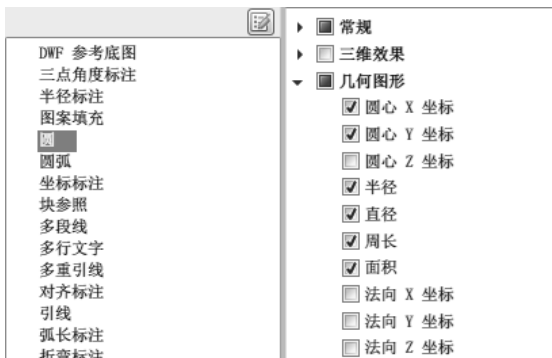 DWF 参考底图
三点角度标注
半径标注
图案填充
圆
圆弧
坐标标注
块参照
多段线
多行文字
多重引线
对齐标注
引线
弧长标注
折弯标注
常规
三维效果
几何图形
圆心 X 坐标
圆心 Y 坐标
圆心 Z 坐标
半径
直径
周长
面积
法向 X 坐标
法向 Y 坐标
法向 Z 坐标